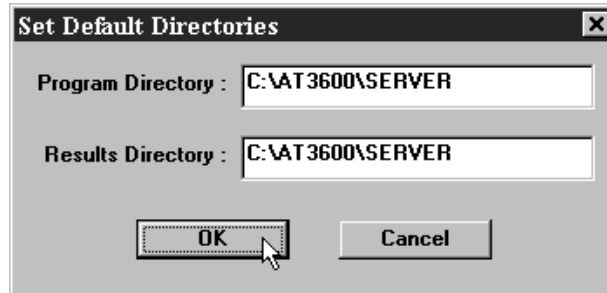 Set Default Directories
Program Directory : C:\AT3600\SERVER
Results Directory : C:\AT3600\SERVER
OK Cancel